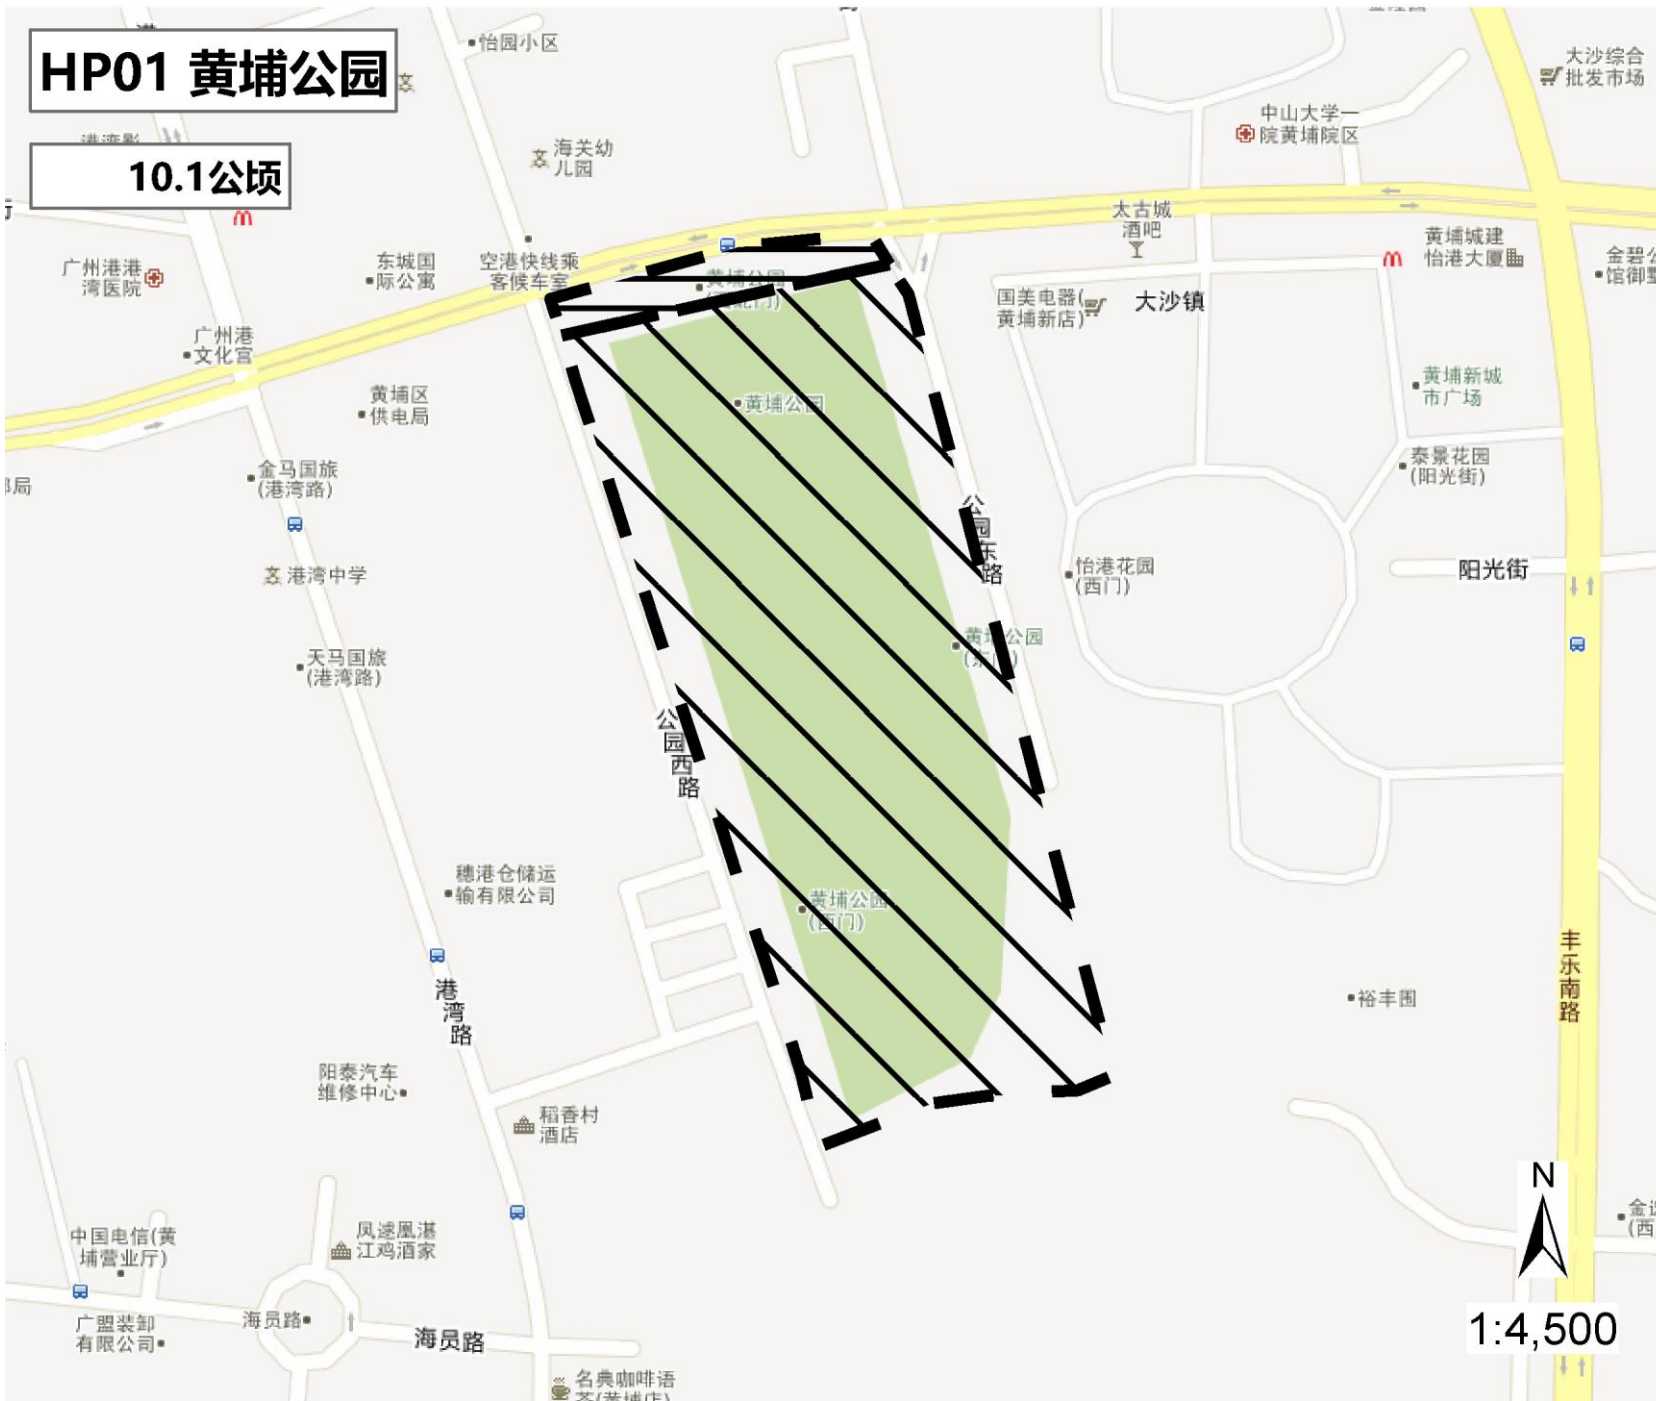 HP01 黄埔公园
10.1公顷
怡园小区
大沙综合
批发市场
中山大学一
院黄埔院区
海关幼
儿园
太古城
酒吧
黄埔城建
怡港大厦
广州港港
湾医院
东城国
际公寓
空港快线乘
客候车室
黄埔公园
国美电器(
黄埔新店)
大沙镇
广州港
文化宫
黄埔区
供电局
黄埔公园
黄埔新城
市广场
金马国旅
(港湾路)
泰景花园
(阳光街)
公园东路
港湾中学
怡港花园
(西门)
阳光街
天马国旅
(港湾路)
黄埔公园
(东门)
公园西路
穗港仓储运
输有限公司
黄埔公园
(西门)
港湾路
丰乐南路
裕丰围
阳泰汽车
维修中心
稻香村
酒店
中国电信(黄
埔营业厅)
江鸡酒家
广盟装卸
有限公司
海员路
海员路
名典咖啡语
N
1:4,500